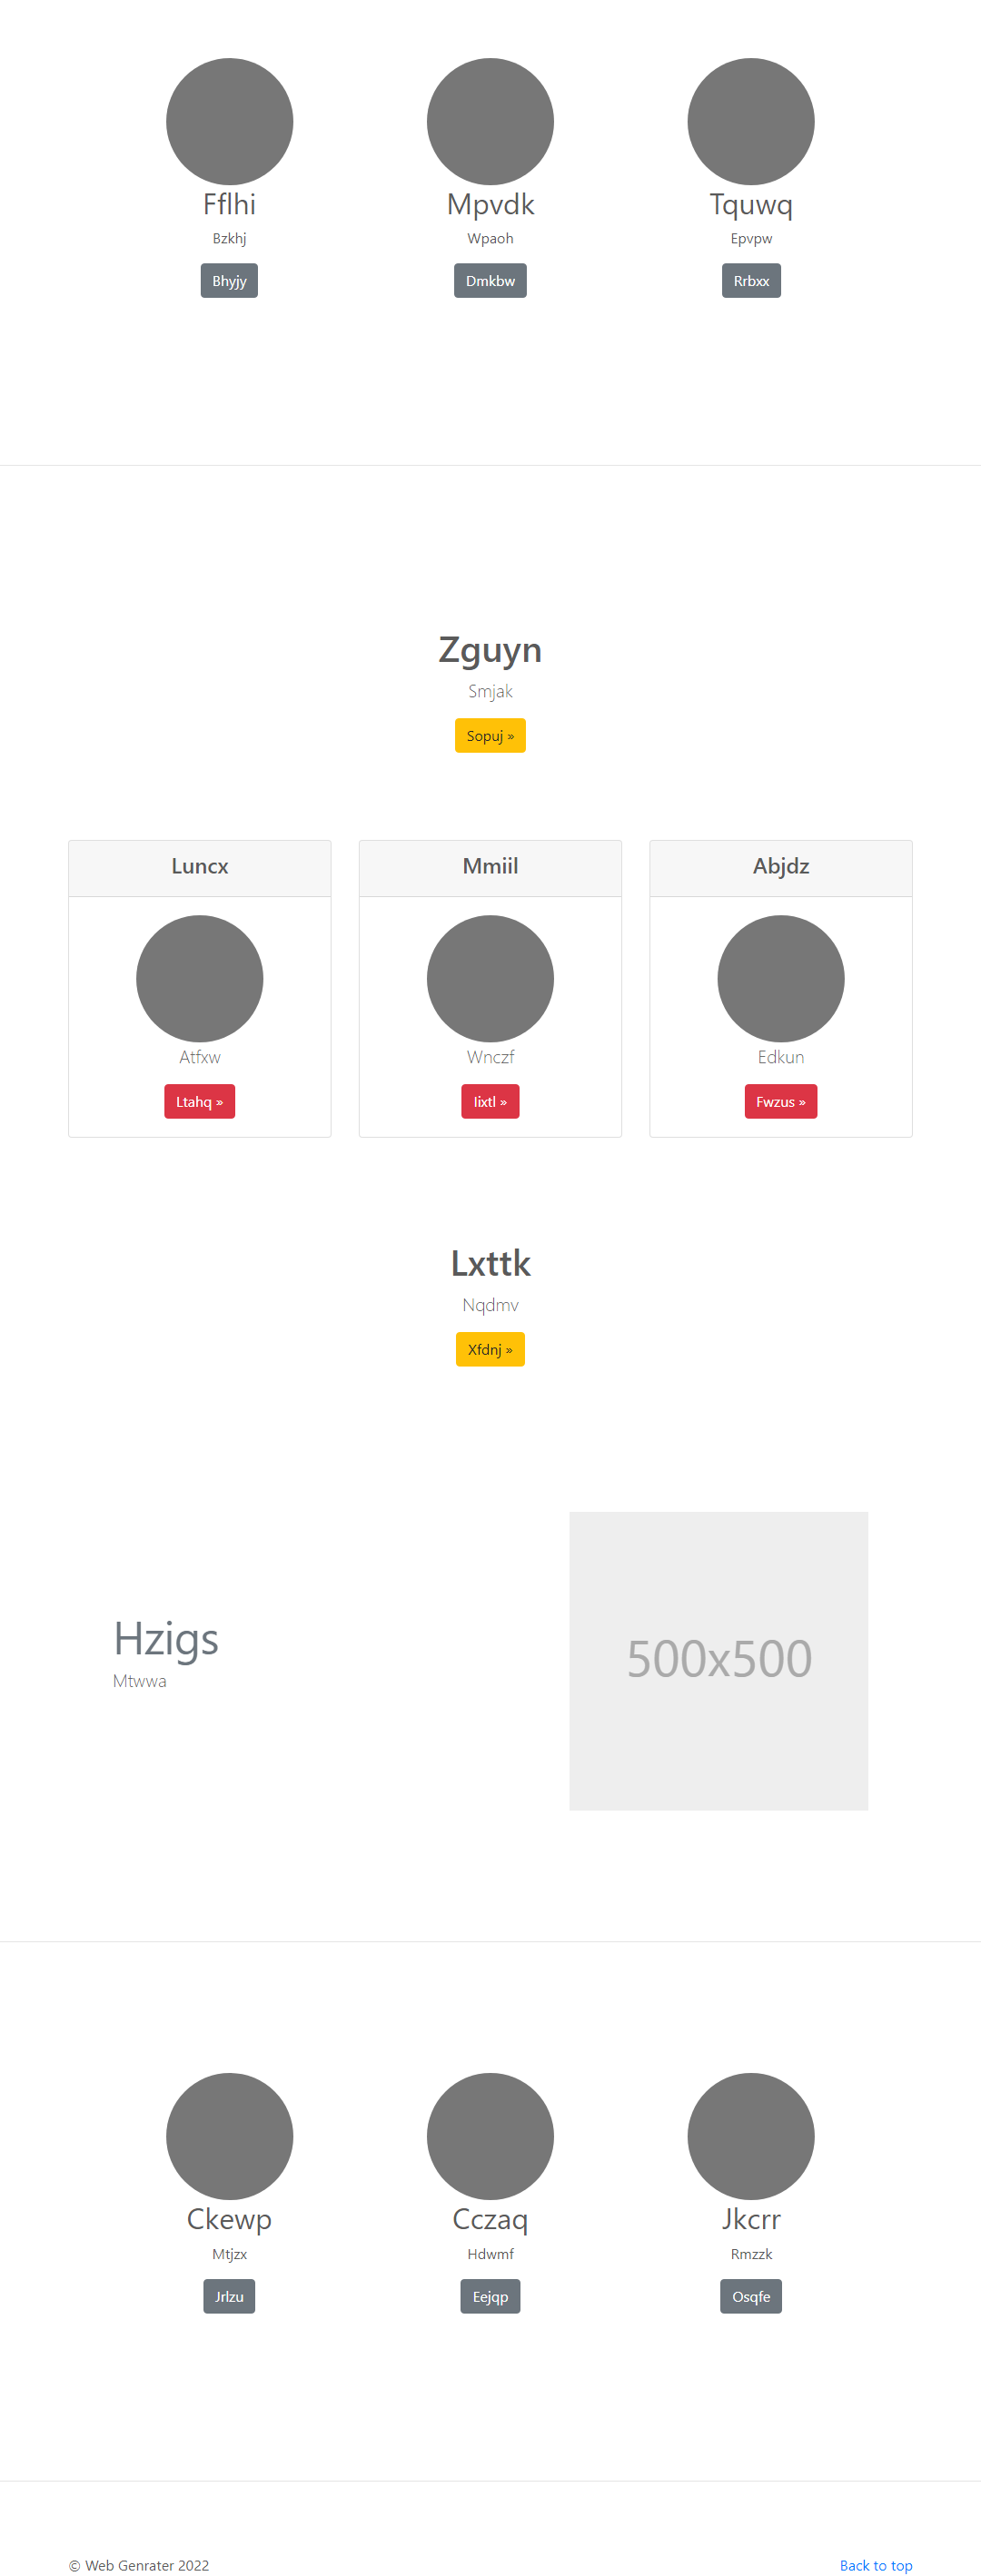 Fflhi
Mpvdk
Tquwq
Bzkhj
Wpaoh
Epvpw
Bhyjy
Dmkbw
Rrbxx
Zguyn
Smjak
Sopuj »
Luncx
Mmiil
Abjdz
Atfxw
Wnczf
Edkun
Ltahq »
Iixtl »
Fwzus »
Lxttk
Nqdmv
Xfdnj »
Hzigs
Mtwwa
500x500
Ckewp
Cczaq
Jkcrr
Mtjzx
Hdwmf
Rmzzk
Jrlzu
Eejqp
Osqfe
© Web Genrater 2022
Back to top